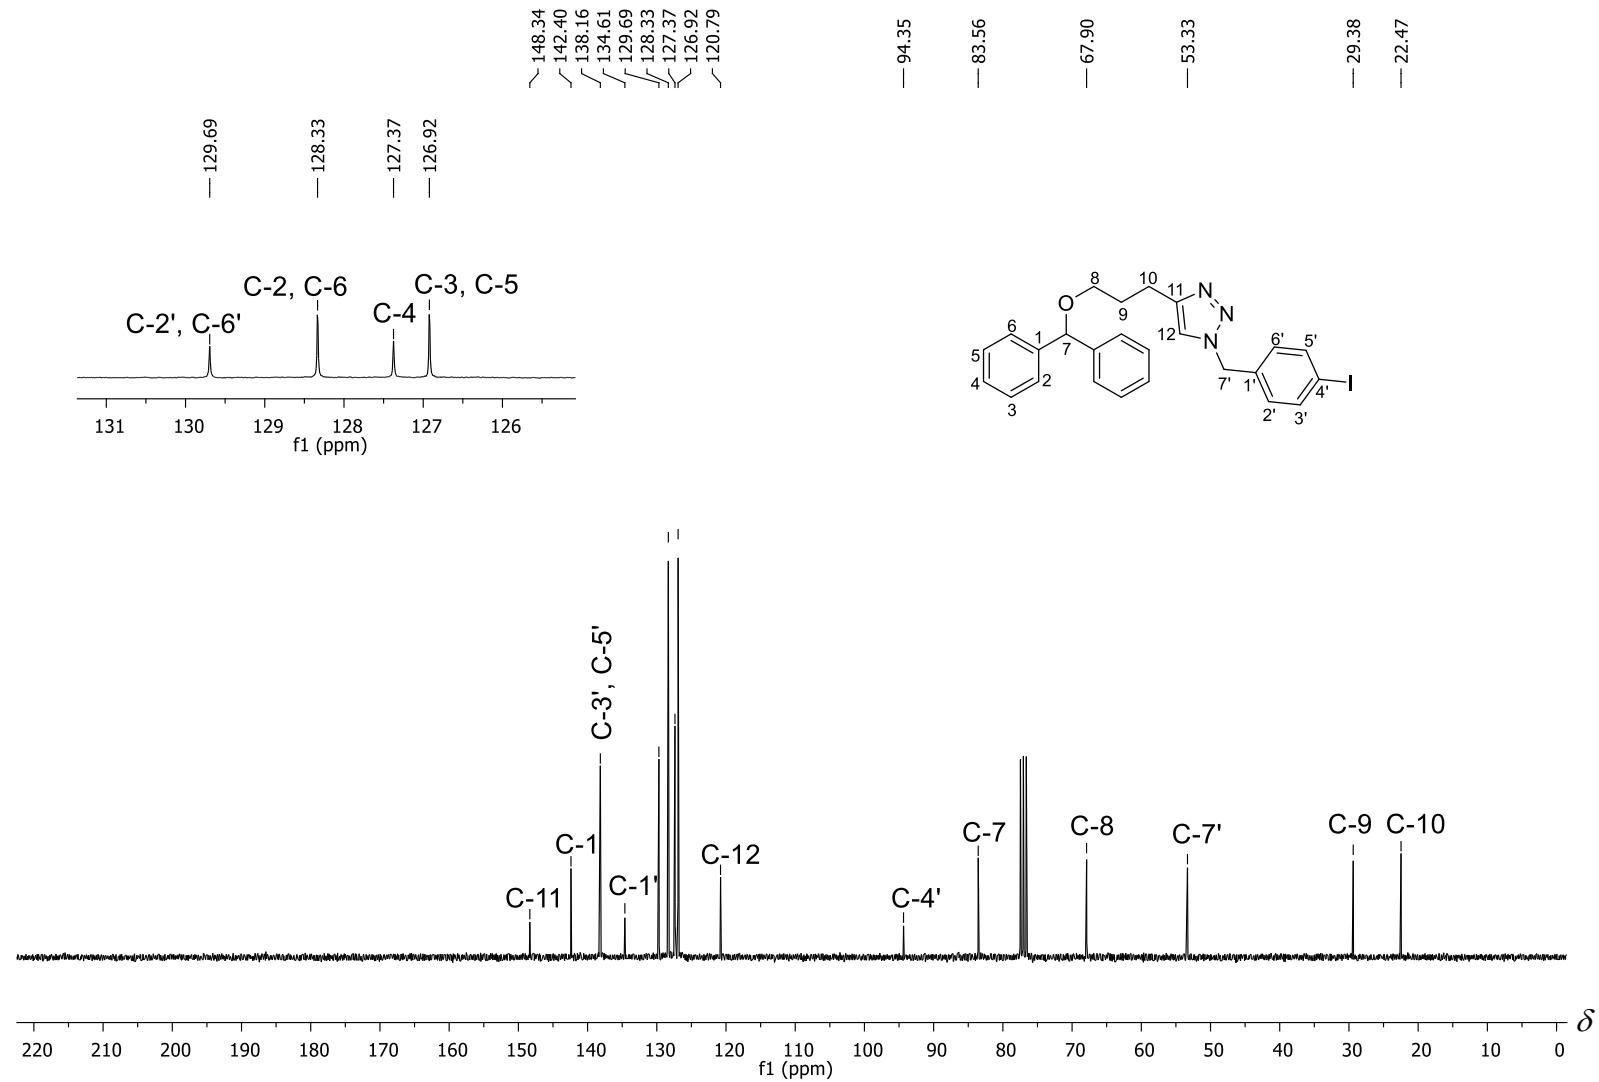 148.34
142.40
138.16
134.61
129.69
128.33
127.37
126.92
120.79
94.35
83.56
67.90
53.33
29.38
22.47
129.69
128.33
127.37
126.92
C-2', C-6'
C-2, C-6
C-4
C-3, C-5
131 130 129 128 127 126
f1 (ppm)
8
10
O
9
11
N
N
N
12
6
1
7
5
4
2
3
7'
6'
5'
1'
4'
I
2'
3'
C-11
C-1
C-3', C-5'
C-1'
C-12
C-4'
C-7
C-8
C-7'
C-9
C-10
220 210 200 190 180 170 160 150 140 130 120 110 100 90 80 70 60 50 40 30 20 10 0
δ
f1 (ppm)